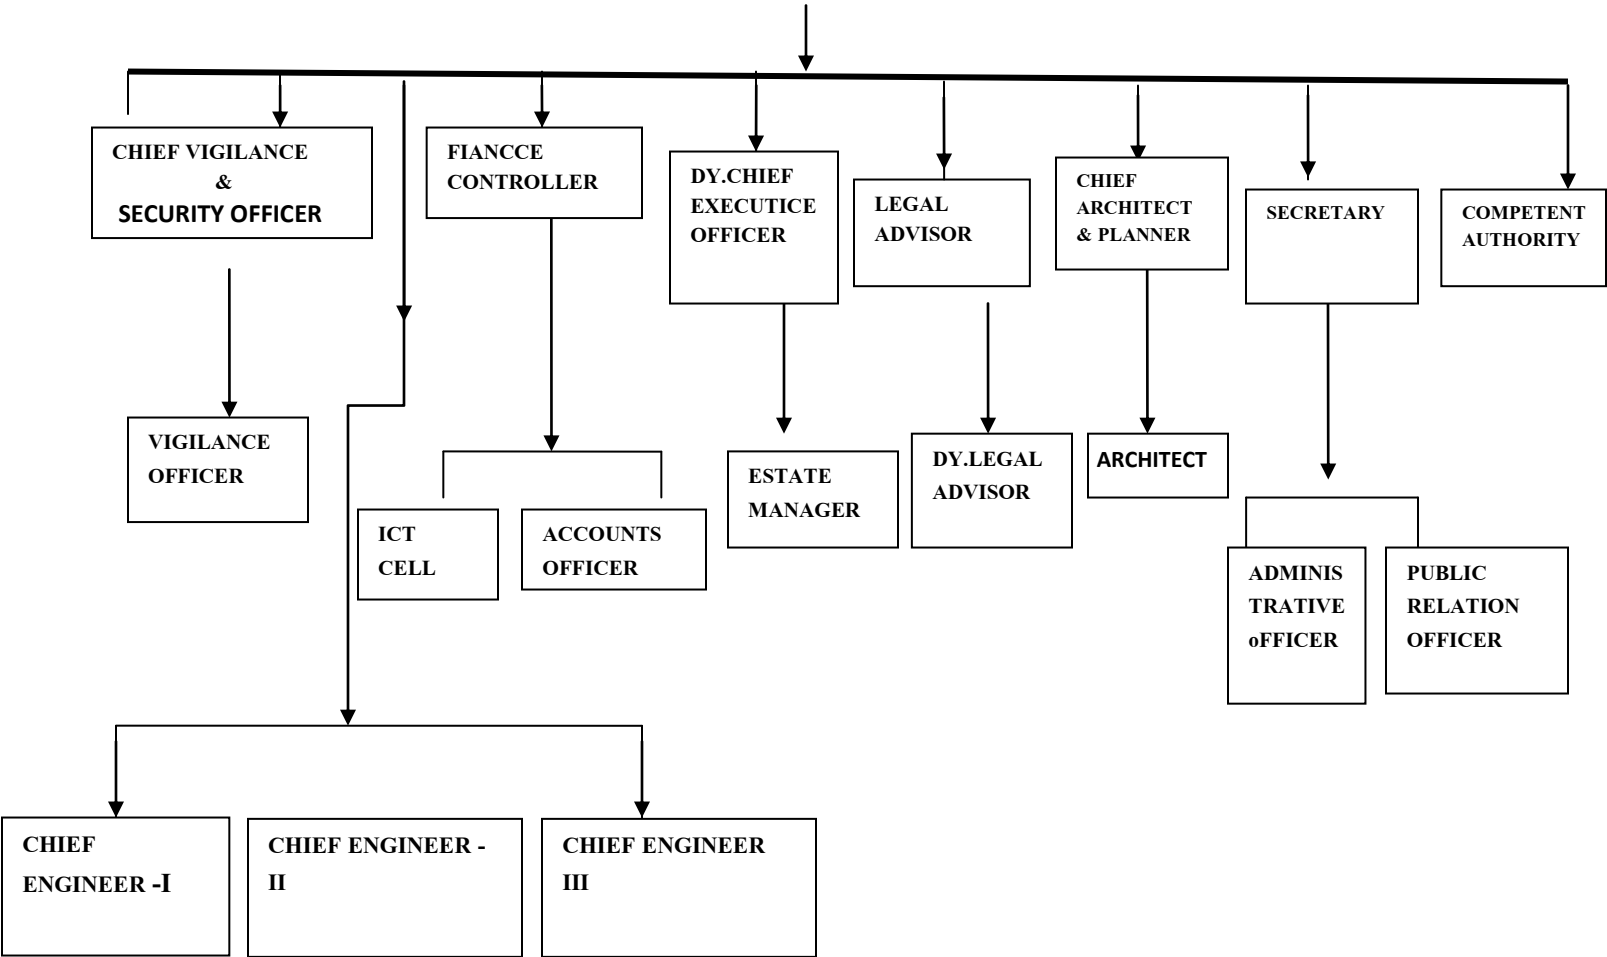 CHIEF VIGILANCE
&
SECURITY OFFICER
FIANCCE
CONTROLLER
DY.CHIEF
EXECUTICE
OFFICER
LEGAL
ADVISOR
CHIEF
ARCHITECT
& PLANNER
SECRETARY
COMPETENT
AUTHORITY
VIGILANCE
OFFICER
ICT
CELL
ACCOUNTS
OFFICER
ESTATE
MANAGER
DY.LEGAL
ADVISOR
ARCHITECT
ADMINIS
TRATIVE
oFFICER
PUBLIC
RELATION
OFFICER
CHIEF
ENGINEER -I
CHIEF ENGINEER -
II
CHIEF ENGINEER
III